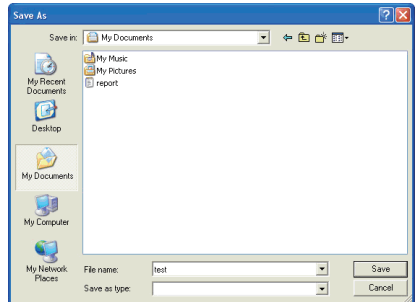 Save As
Save in: My Documents
My Music
My Pictures
report
My Recent
Documents
Desktop
My Documents
My Computer
My Network
Places
File name: test Save
Save as type: Cancel